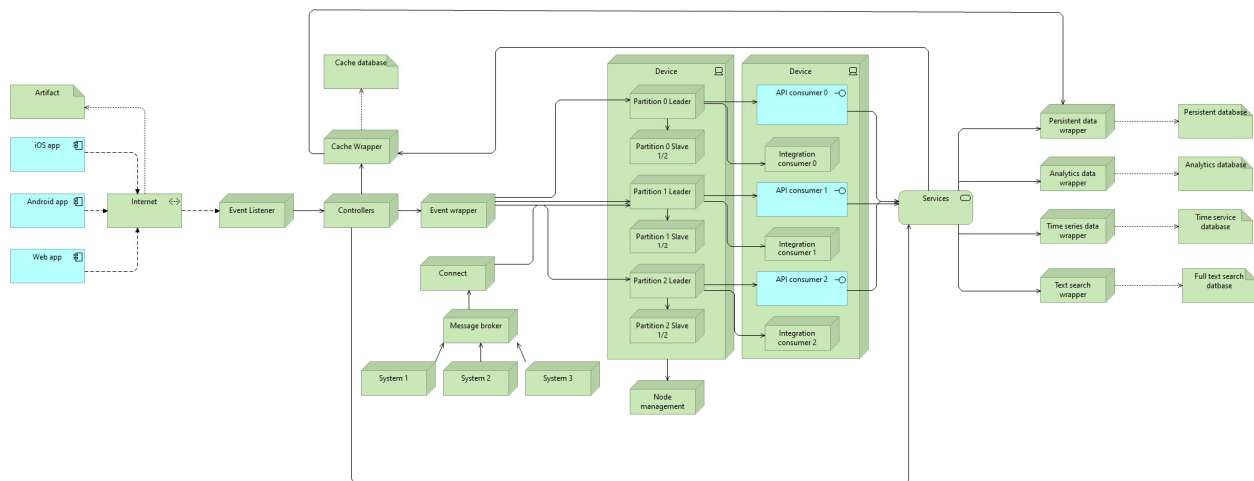 Artifact
iOS app
Android app
Web app
Internet
Event Listener
Cache database
Cache Wrapper
Controllers
Event wrapper
Connect
Message broker
System 1
System 2
System 3
Device
Partition 0 Leader
Partition 0 Slave
1/2
Partition 1 Leader
Partition 1 Slave
1/2
Partition 2 Leader
Partition 2 Slave
1/2
Node
management
Device
API consumer 0
Integration
consumer 0
API consumer 1
Integration
consumer 1
API consumer 2
Integration
consumer 2
Services
Persistent data
wrapper
Persistent database
Analytics data
wrapper
Analytics database
Time series data
wrapper
Time service
database
Text search
wrapper
Full text search
datbase